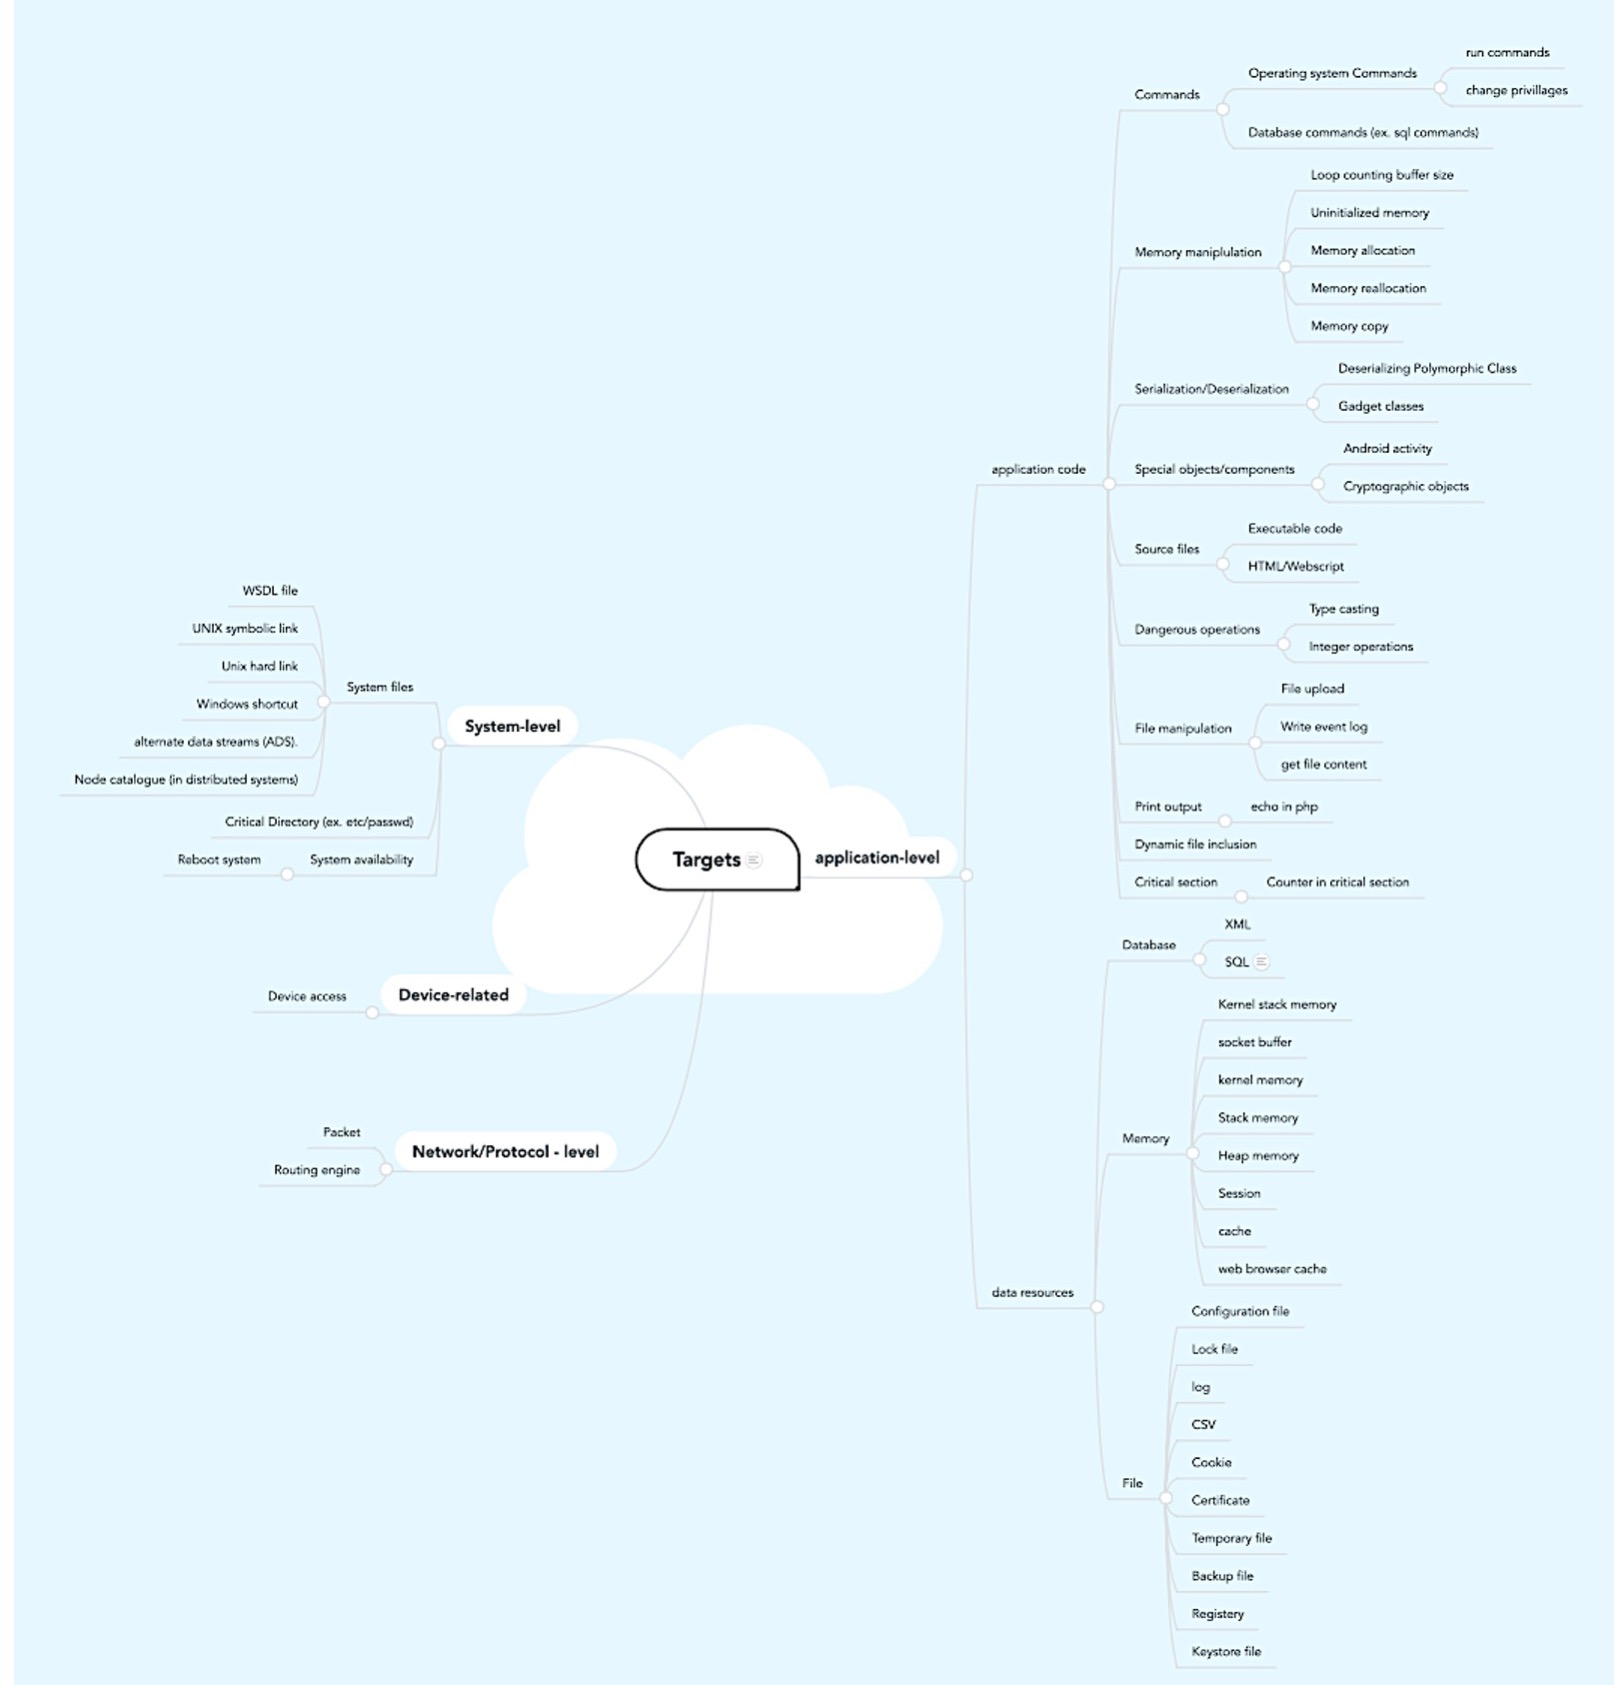 run commands
Operating system Commands
change privillages
Commands
Database commands (ex. sql commands)
Loop counting buffer size
Uninitialized memory
Memory maniplulation
Memory allocation
Memory reallocation
Memory copy
Deserializing Polymorphic Class
Serialization/Deserialization
Gadget classes
Android activity
application code
Special objects/components
Cryptographic objects
Executable code
Source files
HTML/Webscript
Type casting
Dangerous operations
Integer operations
File upload
File manipulation
Write event log
get file content
Print output
echo in php
Dynamic file inclusion
Critical section
Counter in critical section
WSDL file
UNIX symbolic link
Unix hard link
System files
Windows shortcut
System-level
alternate data streams (ADS).
Node catalogue (in distributed systems)
Critical Directory (ex. etc/passwd)
Reboot system
System availability
Targets
application-level
Device access
Device-related
Packet
Network/Protocol - level
Routing engine
XML
Database
SQL
Kernel stack memory
socket buffer
kernel memory
Stack memory
Memory
Heap memory
Session
cache
web browser cache
data resources
Configuration file
Lock file
log
CSV
Cookie
File
Certificate
Temporary file
Backup file
Registery
Keystore file